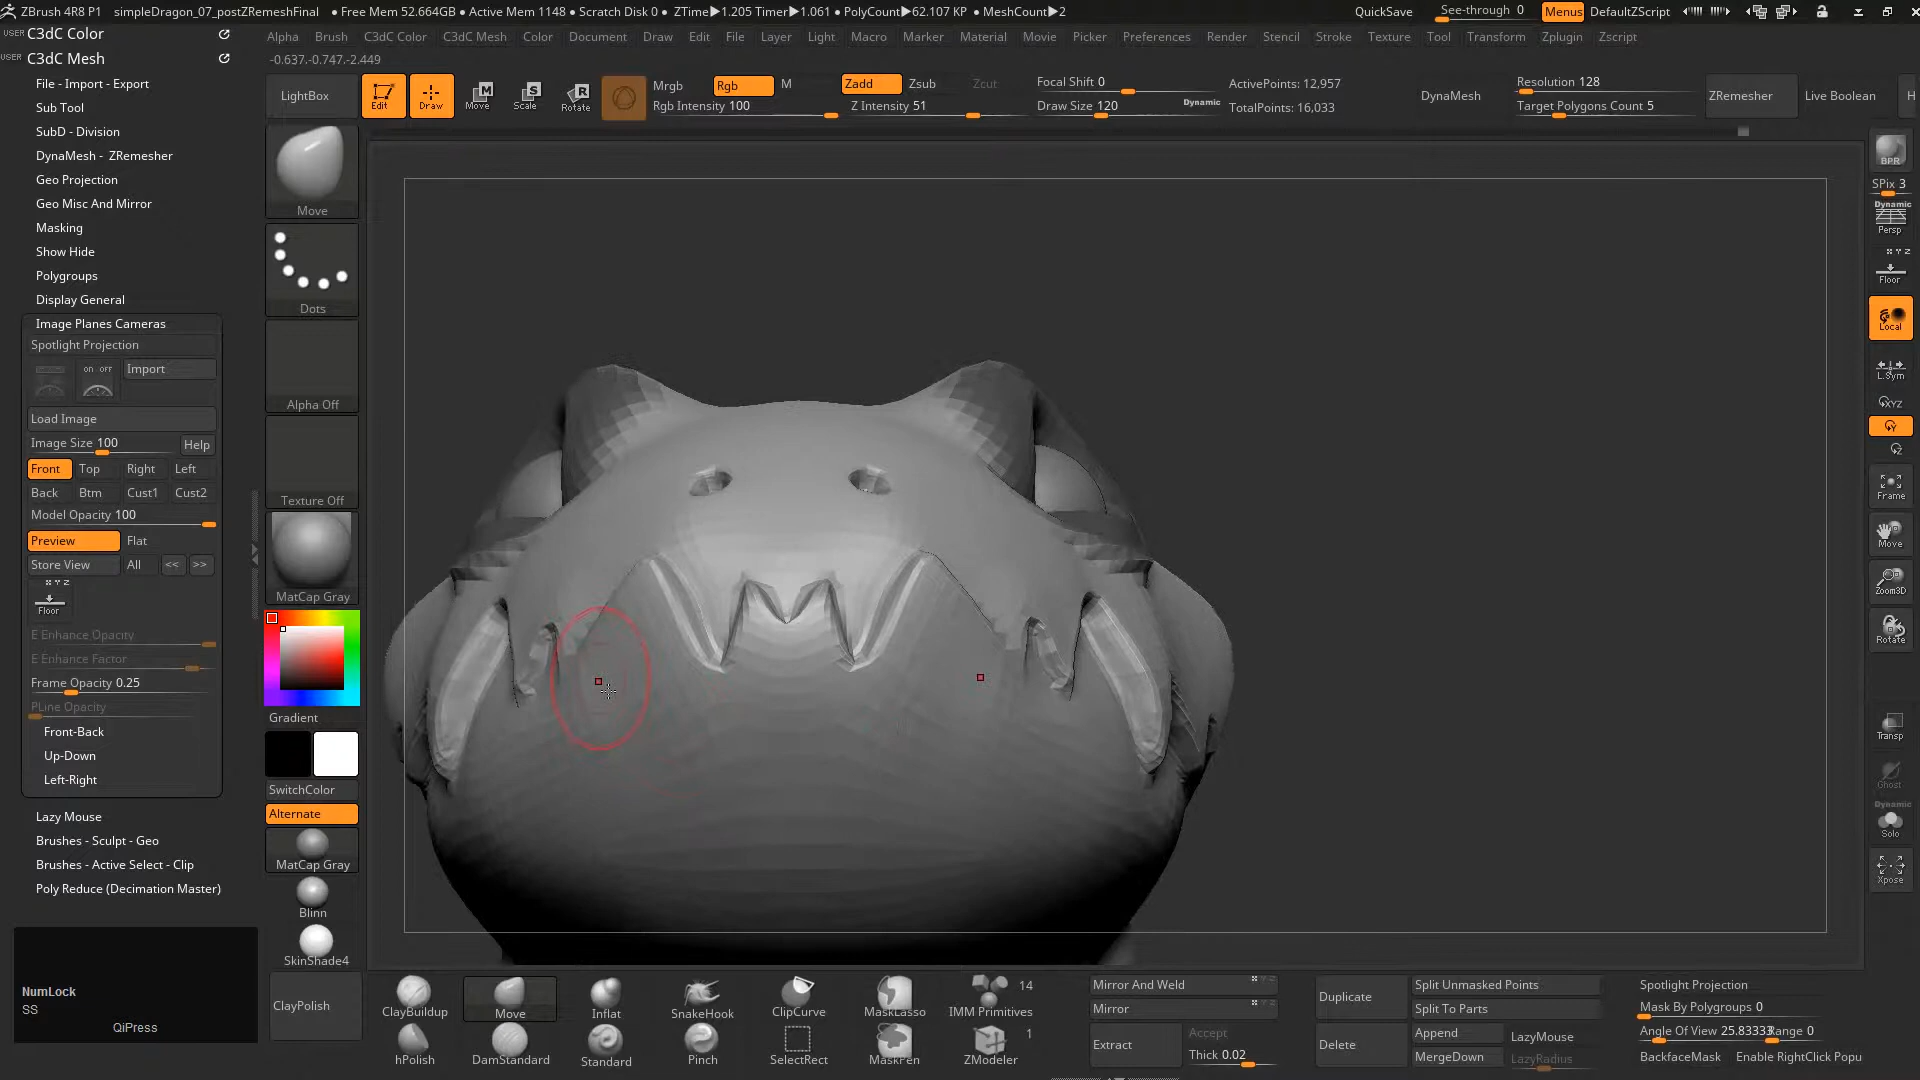 ZBrush 4R8 P1 simpleDragon_07_postZRemeshFinal ● Free Mem 52.664GB ● Active Mem 1148 ● Scratch Disk 0 ● ZTime▶1.205 Timer▶1.061 ● PolyCount▶62.107 KP ● MeshCount▶2 QuickSave See-through 0 Menus DefaultZScript
USER C3dC Color
Alpha Brush C3dC Color C3dC Mesh Color Document Draw Edit File Layer Light Macro Marker Material Movie Picker Preferences Render Stencil Stroke Texture Tool Transform Zplugin Zscript
USER C3dC Mesh
-0.637,-0.747,-2.449
LightBox Edit Draw Move Scale Rotate Mrgb Rgb M Zadd Zsub Zcut Focal Shift 0 ActivePoints: 12,957 DynaMesh Resolution 128 ZRemesher Live Boolean H
Rgb Intensity 100 Z Intensity 51 Draw Size 120 Dynamic TotalPoints: 16,033 Target Polygons Count 5
File - Import - Export
Sub Tool
SubD - Division
DynaMesh - ZRemesher
Geo Projection
Geo Misc And Mirror
Masking
Show Hide
Polygroups
Display General
Image Planes Cameras
Spotlight Projection
ON OFF Import
Load Image
Image Size 100 Help
Front Top Right Left
Back Btm Cust1 Cust2
Model Opacity 100
Preview Flat
Store View All << >>
X Y Z
Floor
E Enhance Opacity
E Enhance Factor
Frame Opacity 0.25
PLine Opacity
Front-Back
Up-Down
Left-Right
Lazy Mouse
Brushes - Sculpt - Geo
Brushes - Active Select - Clip
Poly Reduce (Decimation Master)
NumLock
SS
QiPress
Move
Dots
Alpha Off
Texture Off
MatCap Gray
Gradient
SwitchColor
Alternate
MatCap Gray
Blinn
SkinShade4
ClayPolish
BPR
SPix 3
Dynamic
Persp
X Y Z
Floor
Local
L.Sym
XYZ
Y
Z
Frame
Move
Zoom3D
Rotate
Transp
Ghost
Dynamic
Solo
Xpose
ClayBuildup Move Inflat SnakeHook ClipCurve MaskLasso IMM Primitives 14
hPolish DamStandard Standard Pinch SelectRect MaskPen ZModeler 1
Mirror And Weld Duplicate Split Unmasked Points Spotlight Projection
Mirror Split To Parts Mask By Polygroups 0
Extract Accept Delete Append LazyMouse Angle Of View 25.83333 Range 0
Thick 0.02 MergeDown LazyRadius BackfaceMask Enable RightClick Popu